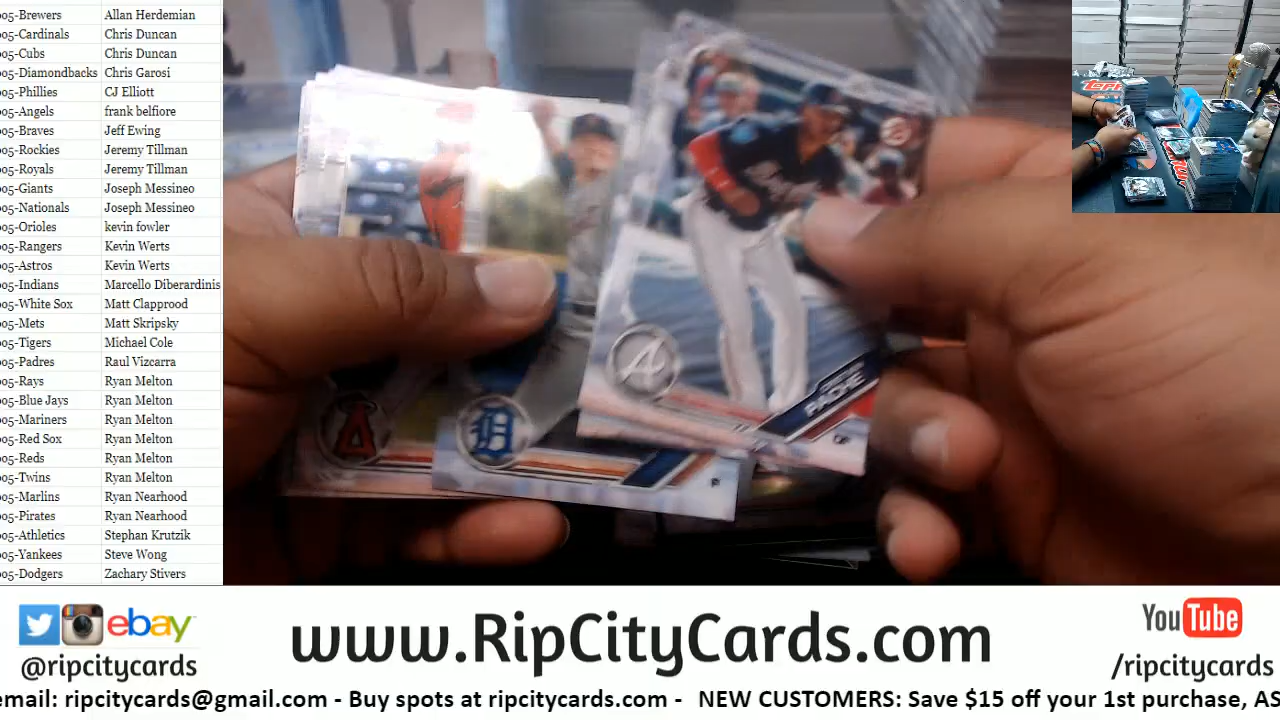 005-Brewers Allan Herdemian
005-Cardinals Chris Duncan
005-Cubs Chris Duncan
005-Diamondbacks Chris Garosi
005-Phillies CJ Elliott
005-Angels frank belfiore
005-Braves Jeff Ewing
005-Rockies Jeremy Tillman
005-Royals Jeremy Tillman
005-Giants Joseph Messineo
005-Nationals Joseph Messineo
005-Orioles kevin fowler
005-Rangers Kevin Werts
005-Astros Kevin Werts
005-Indians Marcello Diberardinis
005-White Sox Matt Clapprood
005-Mets Matt Skripsky
005-Tigers Michael Cole
005-Padres Raul Vizcarra
005-Rays Ryan Melton
005-Blue Jays Ryan Melton
005-Mariners Ryan Melton
005-Red Sox Ryan Melton
005-Reds Ryan Melton
005-Twins Ryan Melton
005-Marlins Ryan Nearhood
005-Pirates Ryan Nearhood
005-Athletics Stephan Krutzik
005-Yankees Steve Wong
005-Dodgers Zachary Stivers
A
D
A
PACHE
ebay
@ripcitycards
www.RipCityCards.com
YouTube
/ripcitycards
email: ripcitycards@gmail.com - Buy spots at ripcitycards.com - NEW CUSTOMERS: Save $15 off your 1st purchase, AS